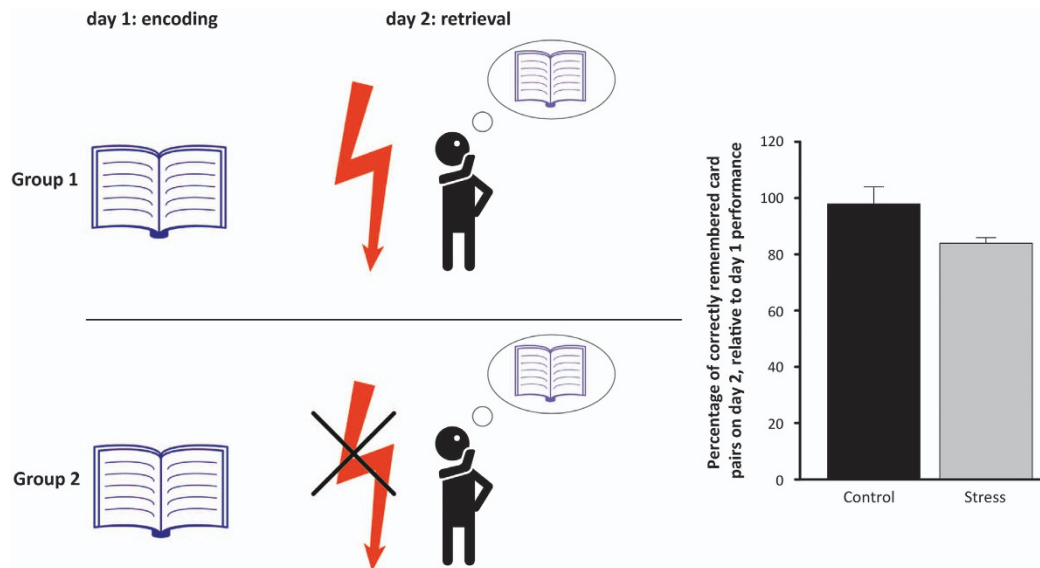 day 1: encoding
day 2: retrieval
Group 1
Group 2
Percentage of correctly remembered card
pairs on day 2, relative to day 1 performance
120
100
80
60
40
20
0
Control
Stress